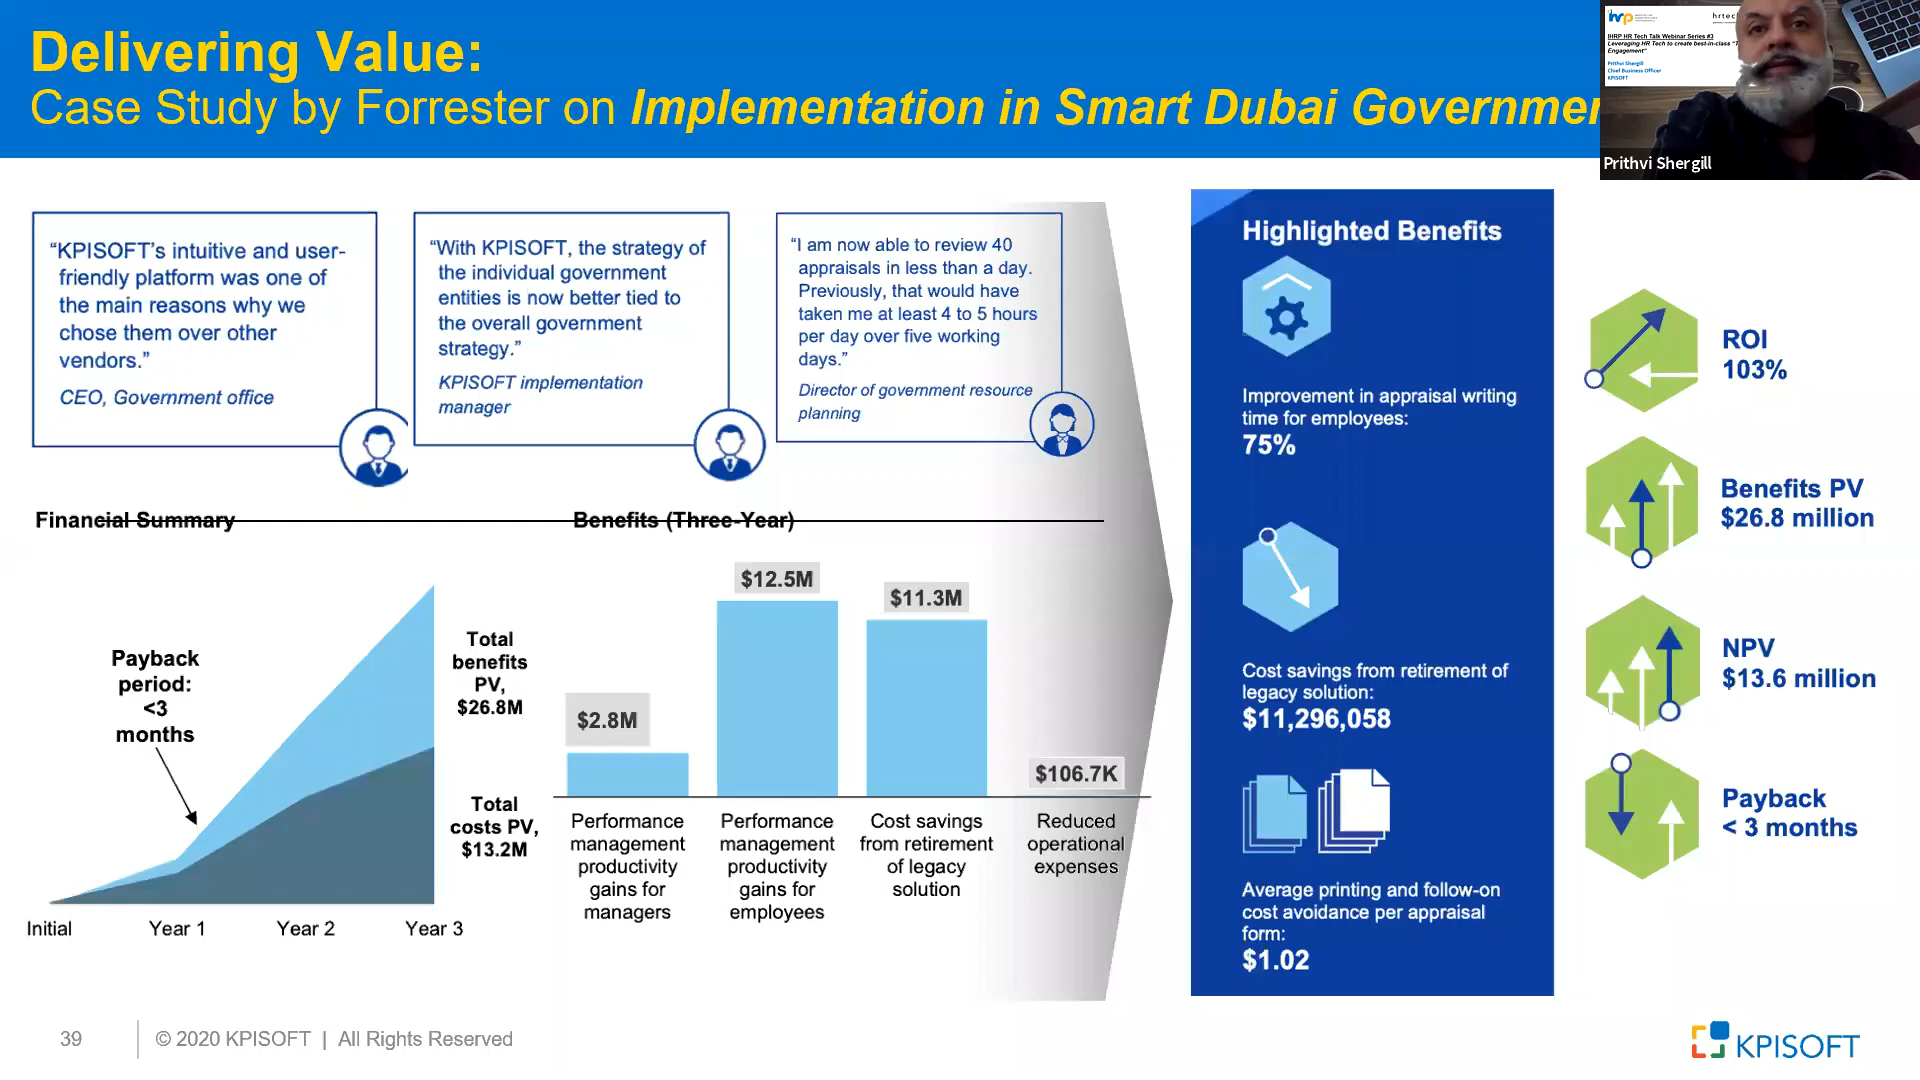 Delivering Value:
Case Study by Forrester on Implementation in Smart Dubai Governmen
hrp
hrtec
IHRP HR Tech Talk Webinar Series #3
Leveraging HR Tech to create best-in-class "T
Engagement"
Prithvi Shergill
Chief Business Officer
KPISOFT
Prithvi Shergill
“KPISOFT’s intuitive and user-
friendly platform was one of
the main reasons why we
chose them over other
vendors.”
CEO, Government office
“With KPISOFT, the strategy of
the individual government
entities is now better tied to
the overall government
strategy.”
KPISOFT implementation
manager
“I am now able to review 40
appraisals in less than a day.
Previously, that would have
taken me at least 4 to 5 hours
per day over five working
days.”
Director of government resource
planning
Financial Summary
Payback
period:
<3
months
Total
benefits
PV,
$26.8M
Total
costs PV,
$13.2M
Initial
Year 1
Year 2
Year 3
Benefits (Three-Year)
$2.8M
$12.5M
$11.3M
$106.7K
Performance
management
productivity
gains for
managers
Performance
management
productivity
gains for
employees
Cost savings
from retirement
of legacy
solution
Reduced
operational
expenses
Highlighted Benefits
Improvement in appraisal writing
time for employees:
75%
Cost savings from retirement of
legacy solution:
$11,296,058
Average printing and follow-on
cost avoidance per appraisal
form:
$1.02
ROI
103%
Benefits PV
$26.8 million
NPV
$13.6 million
Payback
< 3 months
39
© 2020 KPISOFT | All Rights Reserved
KPISOFT